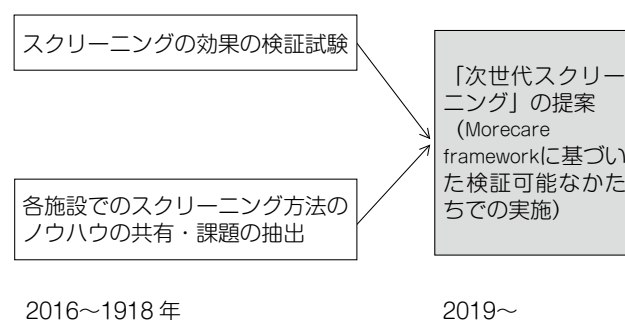 スクリーニングの効果の検証試験
「次世代スクリー
ニング」の提案
（Morecare
frameworkに基づい
た検証可能なかた
ちでの実施）
各施設でのスクリーニング方法の
ノウハウの共有・課題の抽出
2016～1918 年
2019～